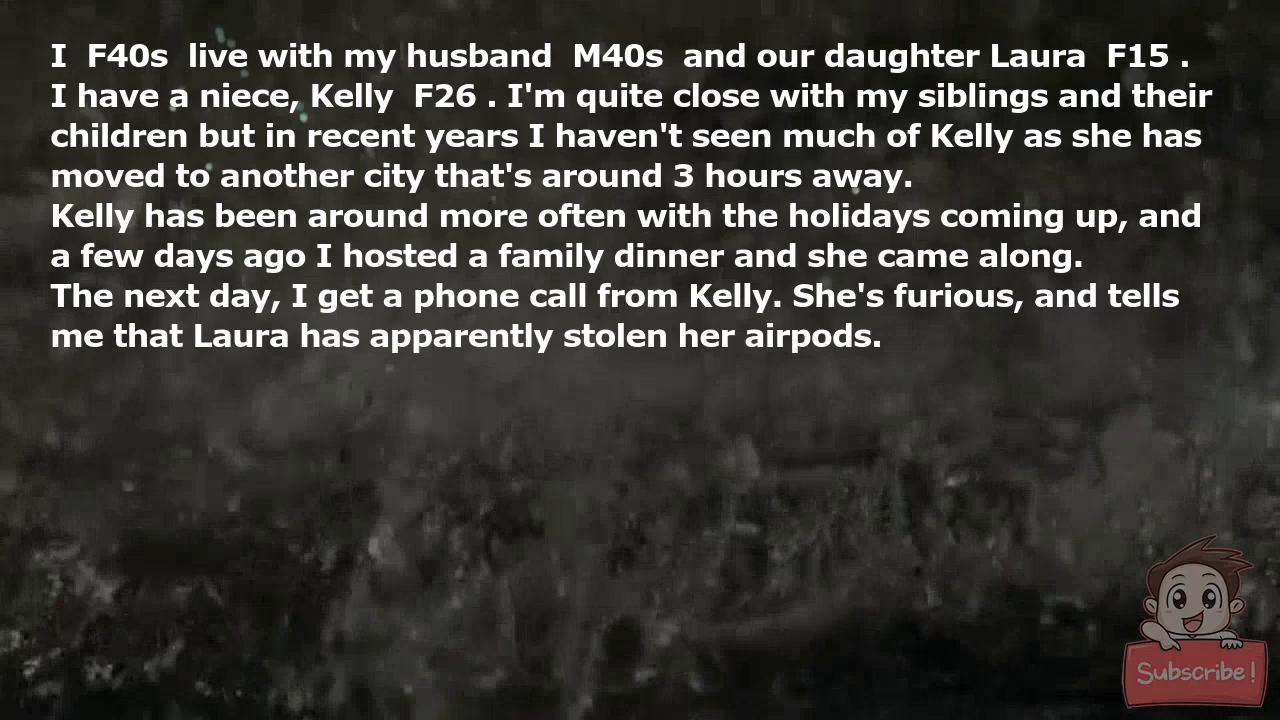 I  F40s  live with my husband  M40s  and our daughter Laura  F15 .
I have a niece, Kelly  F26 . I'm quite close with my siblings and their
children but in recent years I haven't seen much of Kelly as she has
moved to another city that's around 3 hours away.
Kelly has been around more often with the holidays coming up, and
a few days ago I hosted a family dinner and she came along.
The next day, I get a phone call from Kelly. She's furious, and tells
me that Laura has apparently stolen her airpods.
Subscribe!